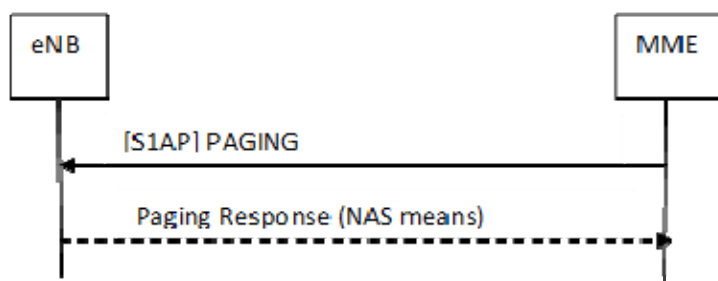 eNB
MME
[S1AP] PAGING
Paging Response (NAS means)